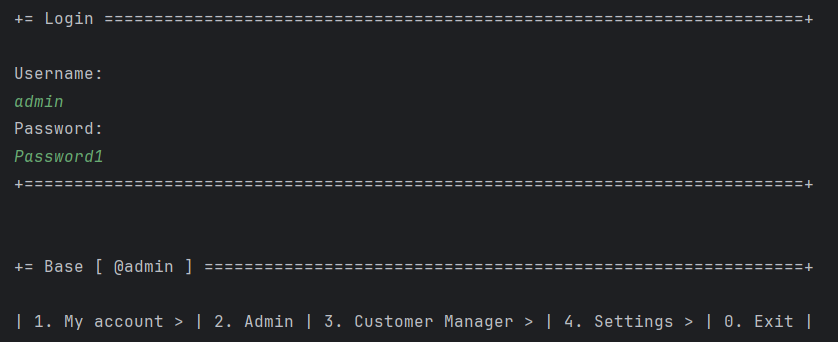 += Login ======================================================================+
Username:
admin
Password:
Password1
+==============================================================================+
+= Base [ @admin ] ============================================================+
| 1. My account > | 2. Admin | 3. Customer Manager > | 4. Settings > | 0. Exit |